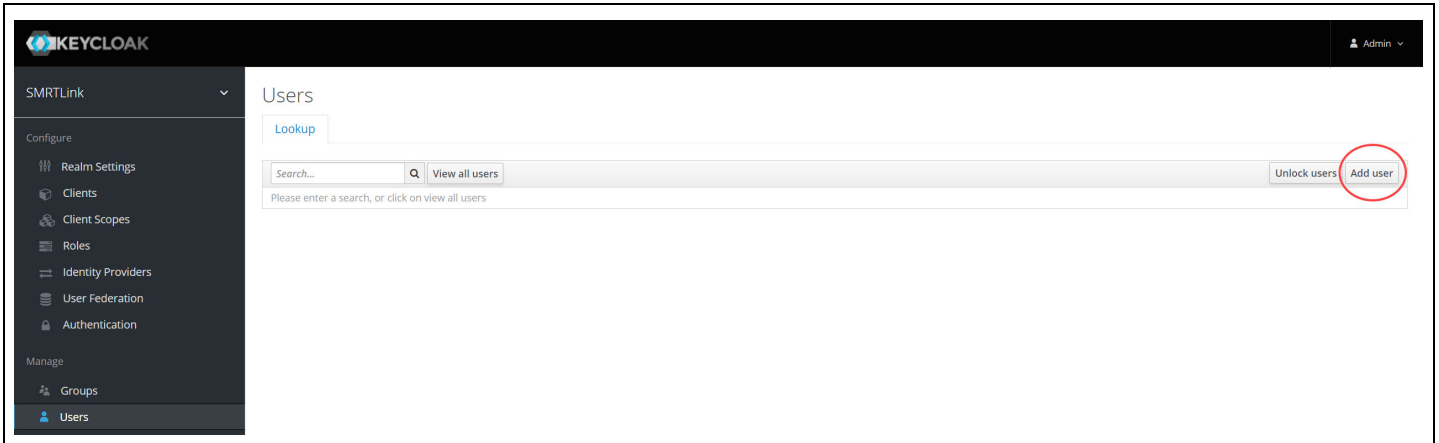 KEYCLOAK
Admin
SMRTLink
Users
Lookup
Configure
Realm Settings
Search... View all users Unlock users Add user
Clients
Please enter a search, or click on view all users
Client Scopes
Roles
Identity Providers
User Federation
Authentication
Manage
Groups
Users